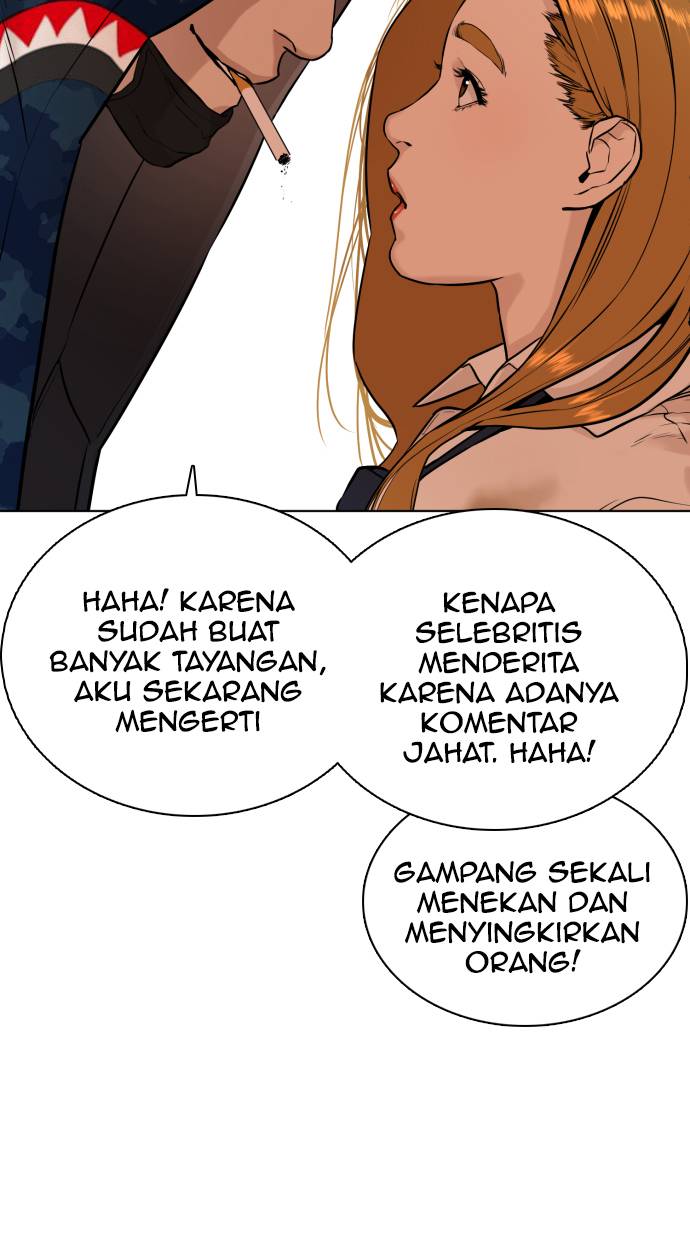 HAHA! KARENA
SUDAH BUAT
BANYAK TAYANGAN,
AKU SEKARANG
MENGERTI
KENAPA
SELEBRITIS
MENDERITA
KARENA ADANYA
KOMENTAR
JAHAT. HAHA!
GAMPANG SEKALI
MENEKAN DAN
MENYINGKIRKAN
ORANG!